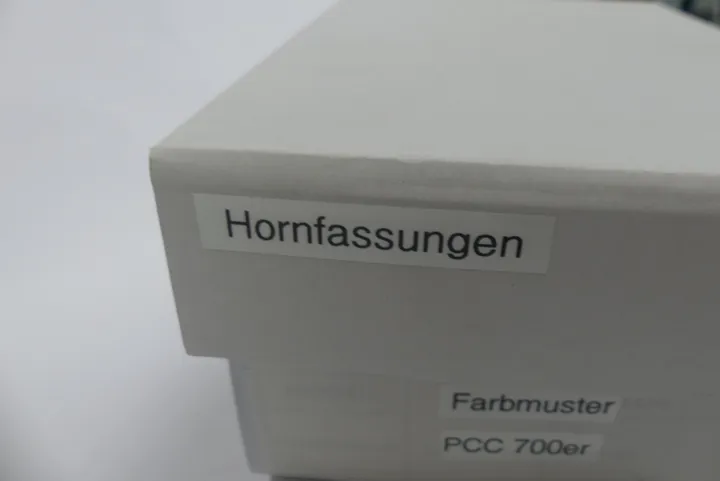 Hornfassungen
Farbmuster
PCC 700er